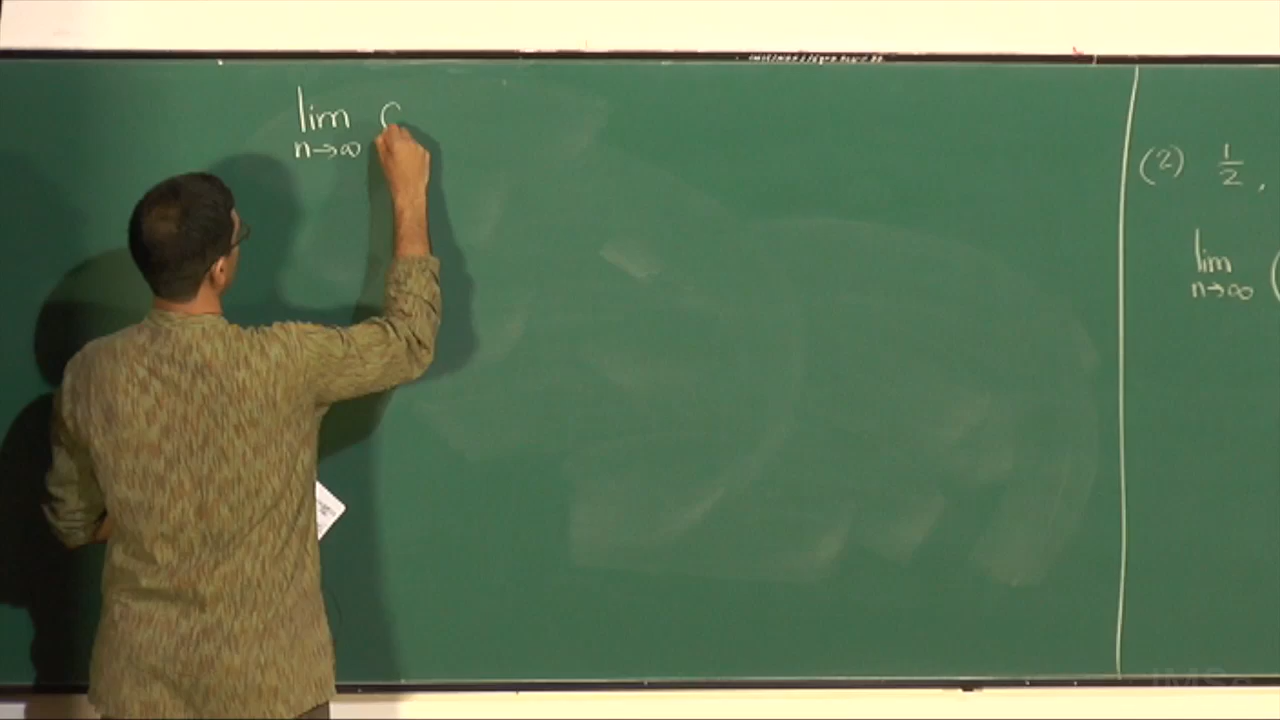 lim
n→∞
(2) 1/2 ,
lim (
n→∞